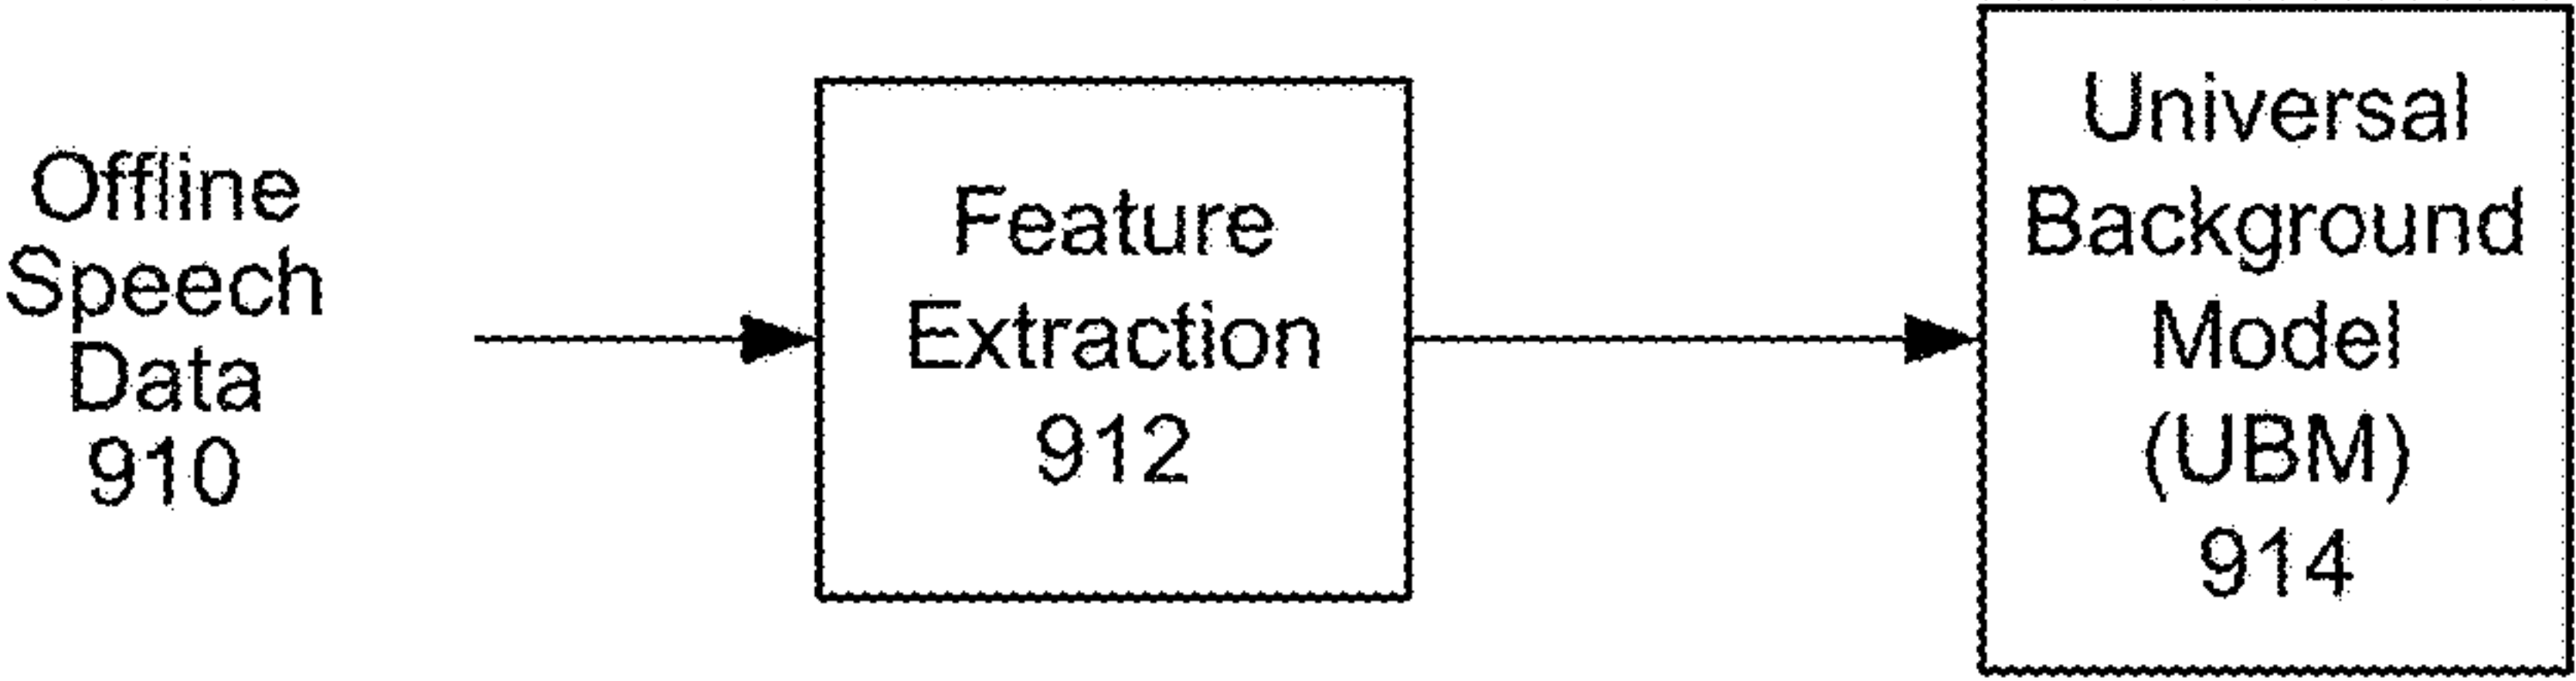 Offline
Speech
Data
910
Feature
Extraction
912
Universal
Background
Model
(UBM)
914